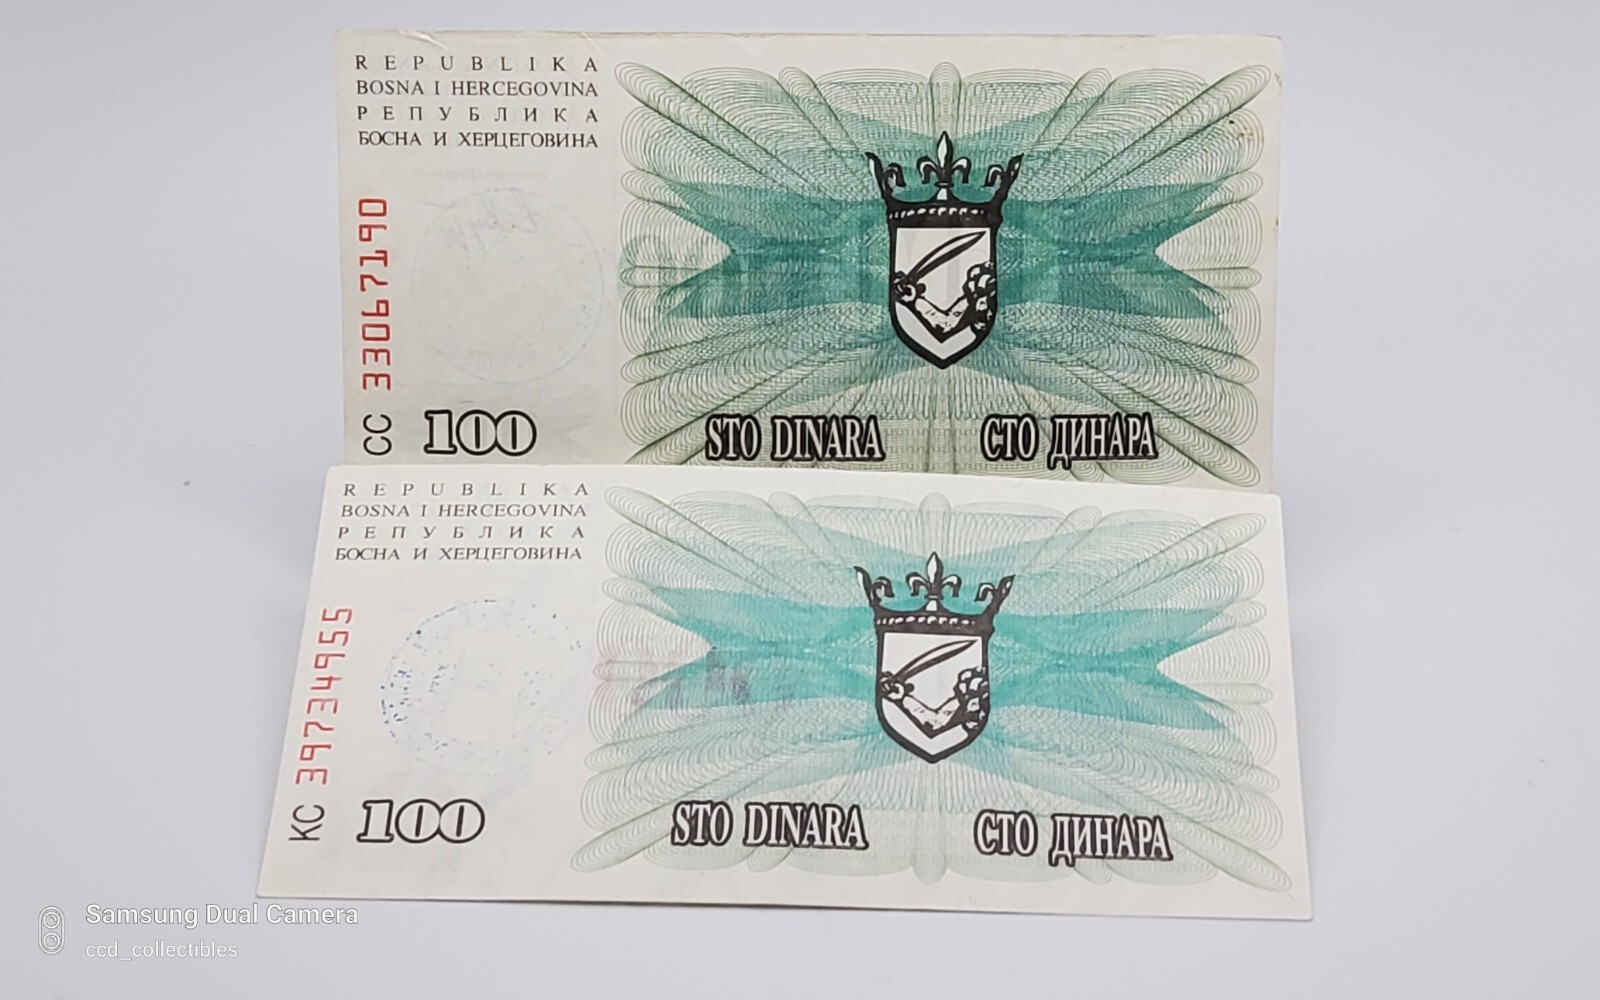 REPUBLIKA
BOSNA I HERCEGOVINA
РЕПУБЛИКА
БОСНА И ХЕРЦЕГОВИНА
CC 33067190
100
STO DINARA
СТО ДИНАРА
REPUBLIKA
BOSNA I HERCEGOVINA
РЕПУБЛИКА
БОСНА И ХЕРЦЕГОВИНА
KC 39734955
100
STO DINARA
СТО ДИНАРА
Samsung Dual Camera
ccd_collectibles